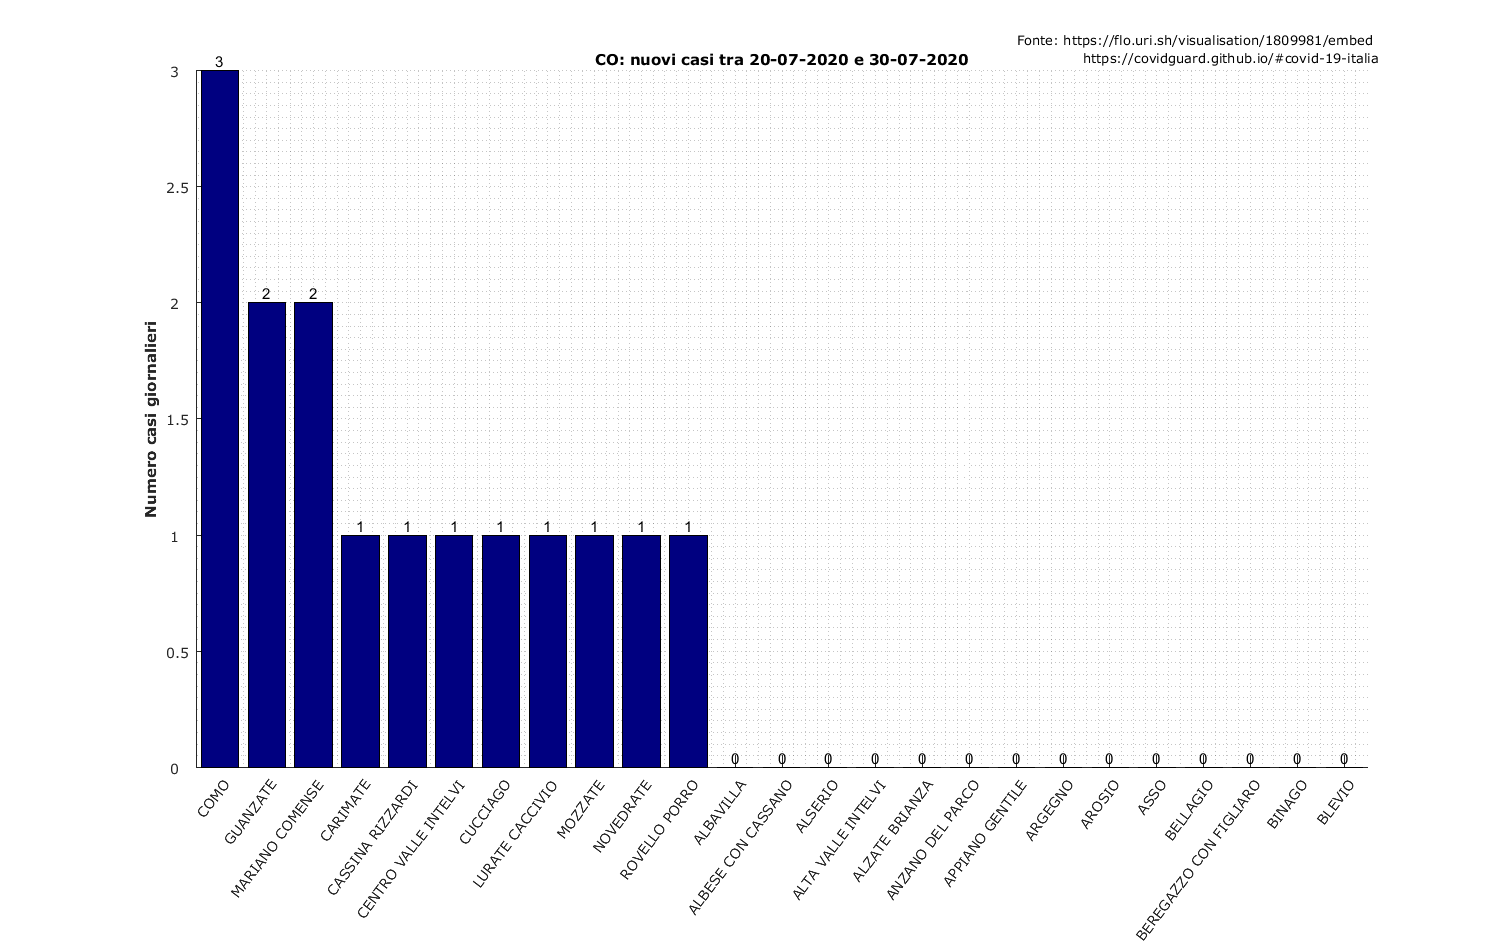 Fonte: https://flo.uri.sh/visualisation/1809981/embed
https://covidguard.github.io/#covid-19-italia
CO: nuovi casi tra 20-07-2020 e 30-07-2020
Numero casi giornalieri
3
2.5
2
1.5
1
0.5
0
3
2
2
1
1
1
1
1
1
1
1
0
0
0
0
0
0
0
0
0
0
0
0
0
0
COMO
GUANZATE
MARIANO COMENSE
CARIMATE
CASSINA RIZZARDI
CENTRO VALLE INTELVI
CUCCIAGO
LURATE CACCIVIO
MOZZATE
NOVEDRATE
ROVELLO PORRO
ALBAVILLA
ALBESE CON CASSANO
ALSERIO
ALTA VALLE INTELVI
ALZATE BRIANZA
ANZANO DEL PARCO
APPIANO GENTILE
ARGEGNO
AROSIO
ASSO
BELLAGIO
BEREGAZZO CON FIGLIARO
BINAGO
BLEVIO